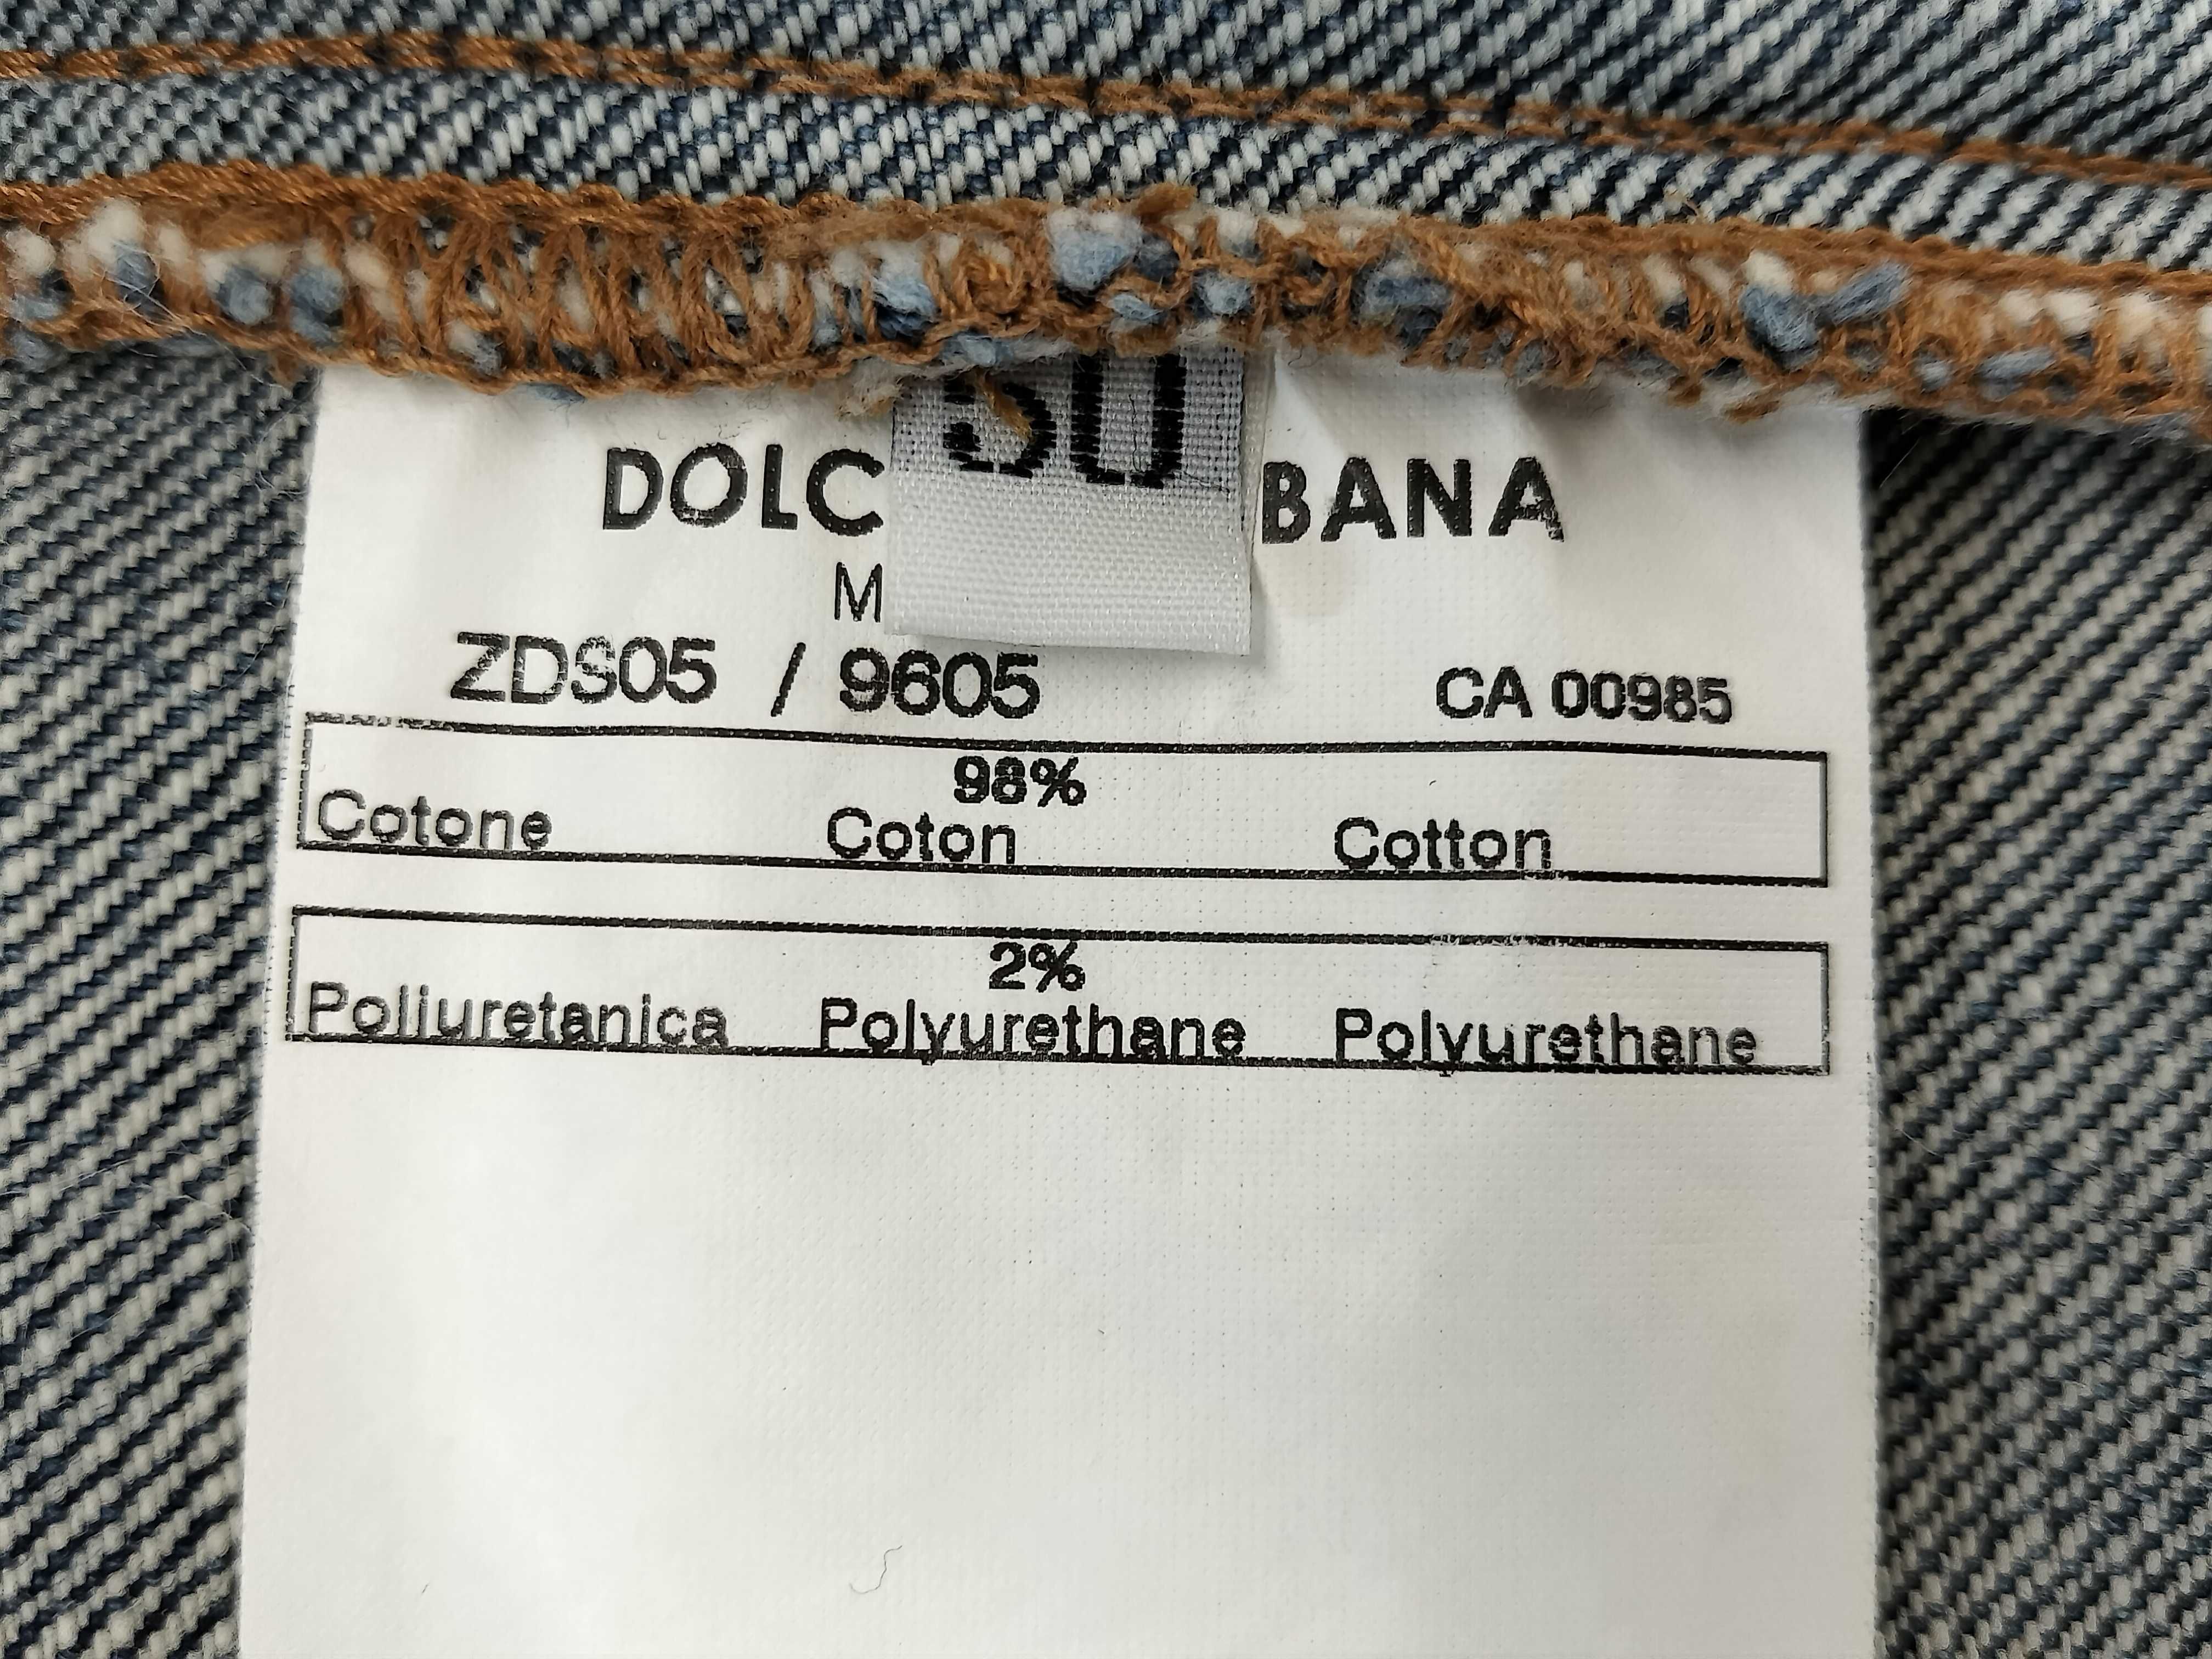 50
DOLC BANA
M
ZDS05 / 9605 CA 00985
98%
Cotone Coton Cotton
2%
Poliuretanica Polyurethane Polyurethane